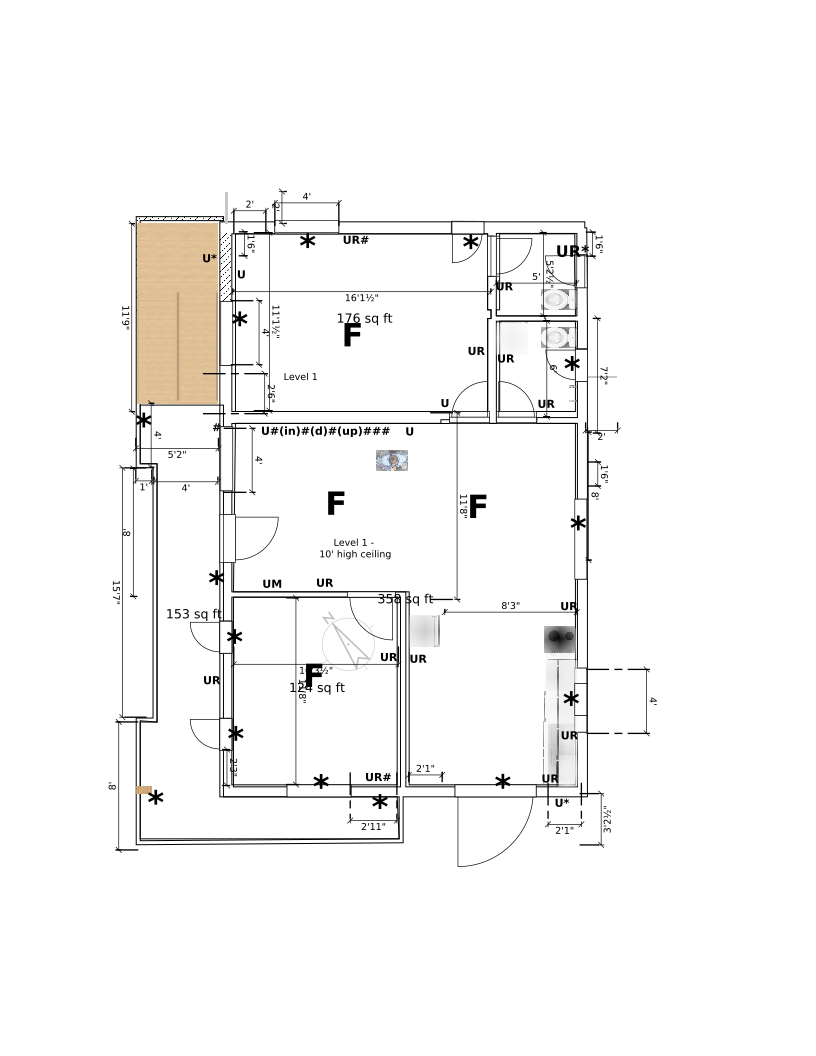 4'
2'
2'
UR#
UR*
1'6"
1'6"
U*
U
5'2½"
5'
UR
16'1½"
176 sq ft
F
11'9"
11'1½"
4'
UR
UR
6'
7'2"
Level 1
2'6"
U
UR
#
U#(in)#(d)#(up)###
U
2'
4'
5'2"
4'
1'
4'
1'6"
8'
F
F
11'8"
8'
Level 1 -
10' high ceiling
15'7"
UM
UR
358 sq ft
8'3"
UR
153 sq ft
N
UR
UR
F
124 sq ft
UR
4'
UR
2'3"
2'1"
UR#
UR
8'
U*
2'11"
2'1"
3'2½"